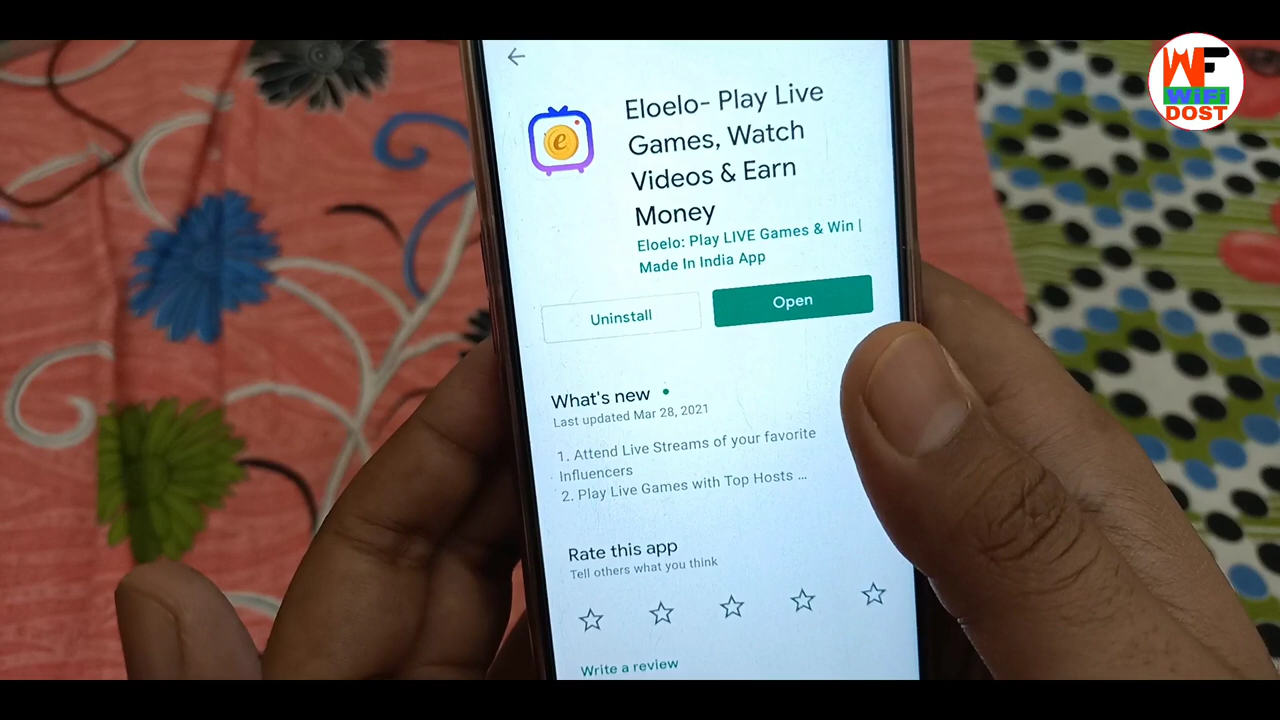 Eloelo- Play Live
Games, Watch
Videos & Earn
Money
Eloelo: Play LIVE Games & Win |
Made In India App
Uninstall
Open
What's new
Last updated Mar 28, 2021
1. Attend Live Streams of your favorite
Influencers
2. Play Live Games with Top Hosts ...
Rate this app
Tell others what you think
Write a review
WF
WiFi
DOST
e